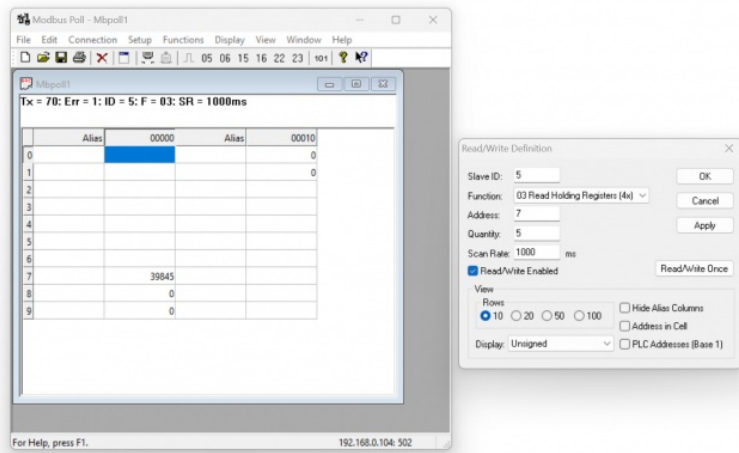 Modbus Poll - Mbpoll1
File Edit Connection Setup Functions Display View Window Help
05 06 15 16 22 23 101
Mbpoll1
Tx = 70: Err = 1: ID = 5: F = 03: SR = 1000ms
Alias 00000 Alias 00010
0 0
1 0
2
3
4
5
6
7 39845
8 0
9 0
For Help, press F1. 192.168.0.104: 502
Read/Write Definition
Slave ID: 5 OK
Function: 03 Read Holding Registers (4x) Cancel
Address: 7
Quantity: 5 Apply
Scan Rate: 1000 ms
Read/Write Enabled Read/Write Once
View
Rows
10 20 50 100 Hide Alias Columns
Address in Cell
Display: Unsigned PLC Addresses (Base 1)